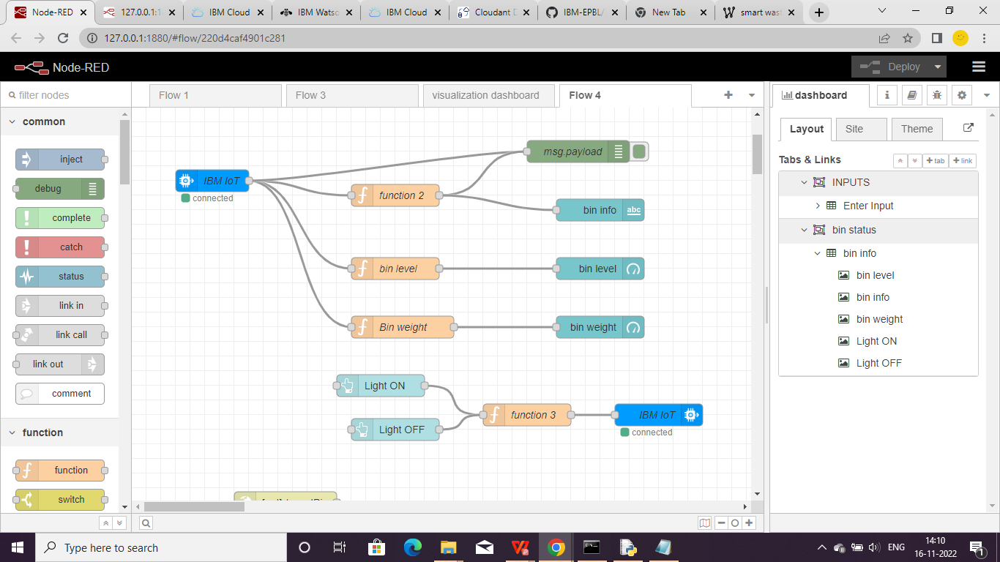 Node-RED
127.0.0.1:1
IBM Cloud
IBM Watso
IBM Cloud
Cloudant D
IBM-EPBL/
New Tab
smart wast
127.0.0.1:1880/#flow/220d4caf4901c281
Node-RED
Deploy
filter nodes
Flow 1
Flow 3
visualization dashboard
Flow 4
dashboard
common
inject
debug
complete
catch
status
link in
link call
link out
comment
function
function
switch
msg.payload
IBM IoT
connected
function 2
bin info
abc
bin level
bin level
Bin weight
bin weight
Light ON
Light OFF
function 3
IBM IoT
connected
Layout
Site
Theme
Tabs & Links
tab
link
INPUTS
Enter Input
bin status
bin info
bin level
bin info
bin weight
Light ON
Light OFF
Type here to search
ENG
14:10
16-11-2022
1